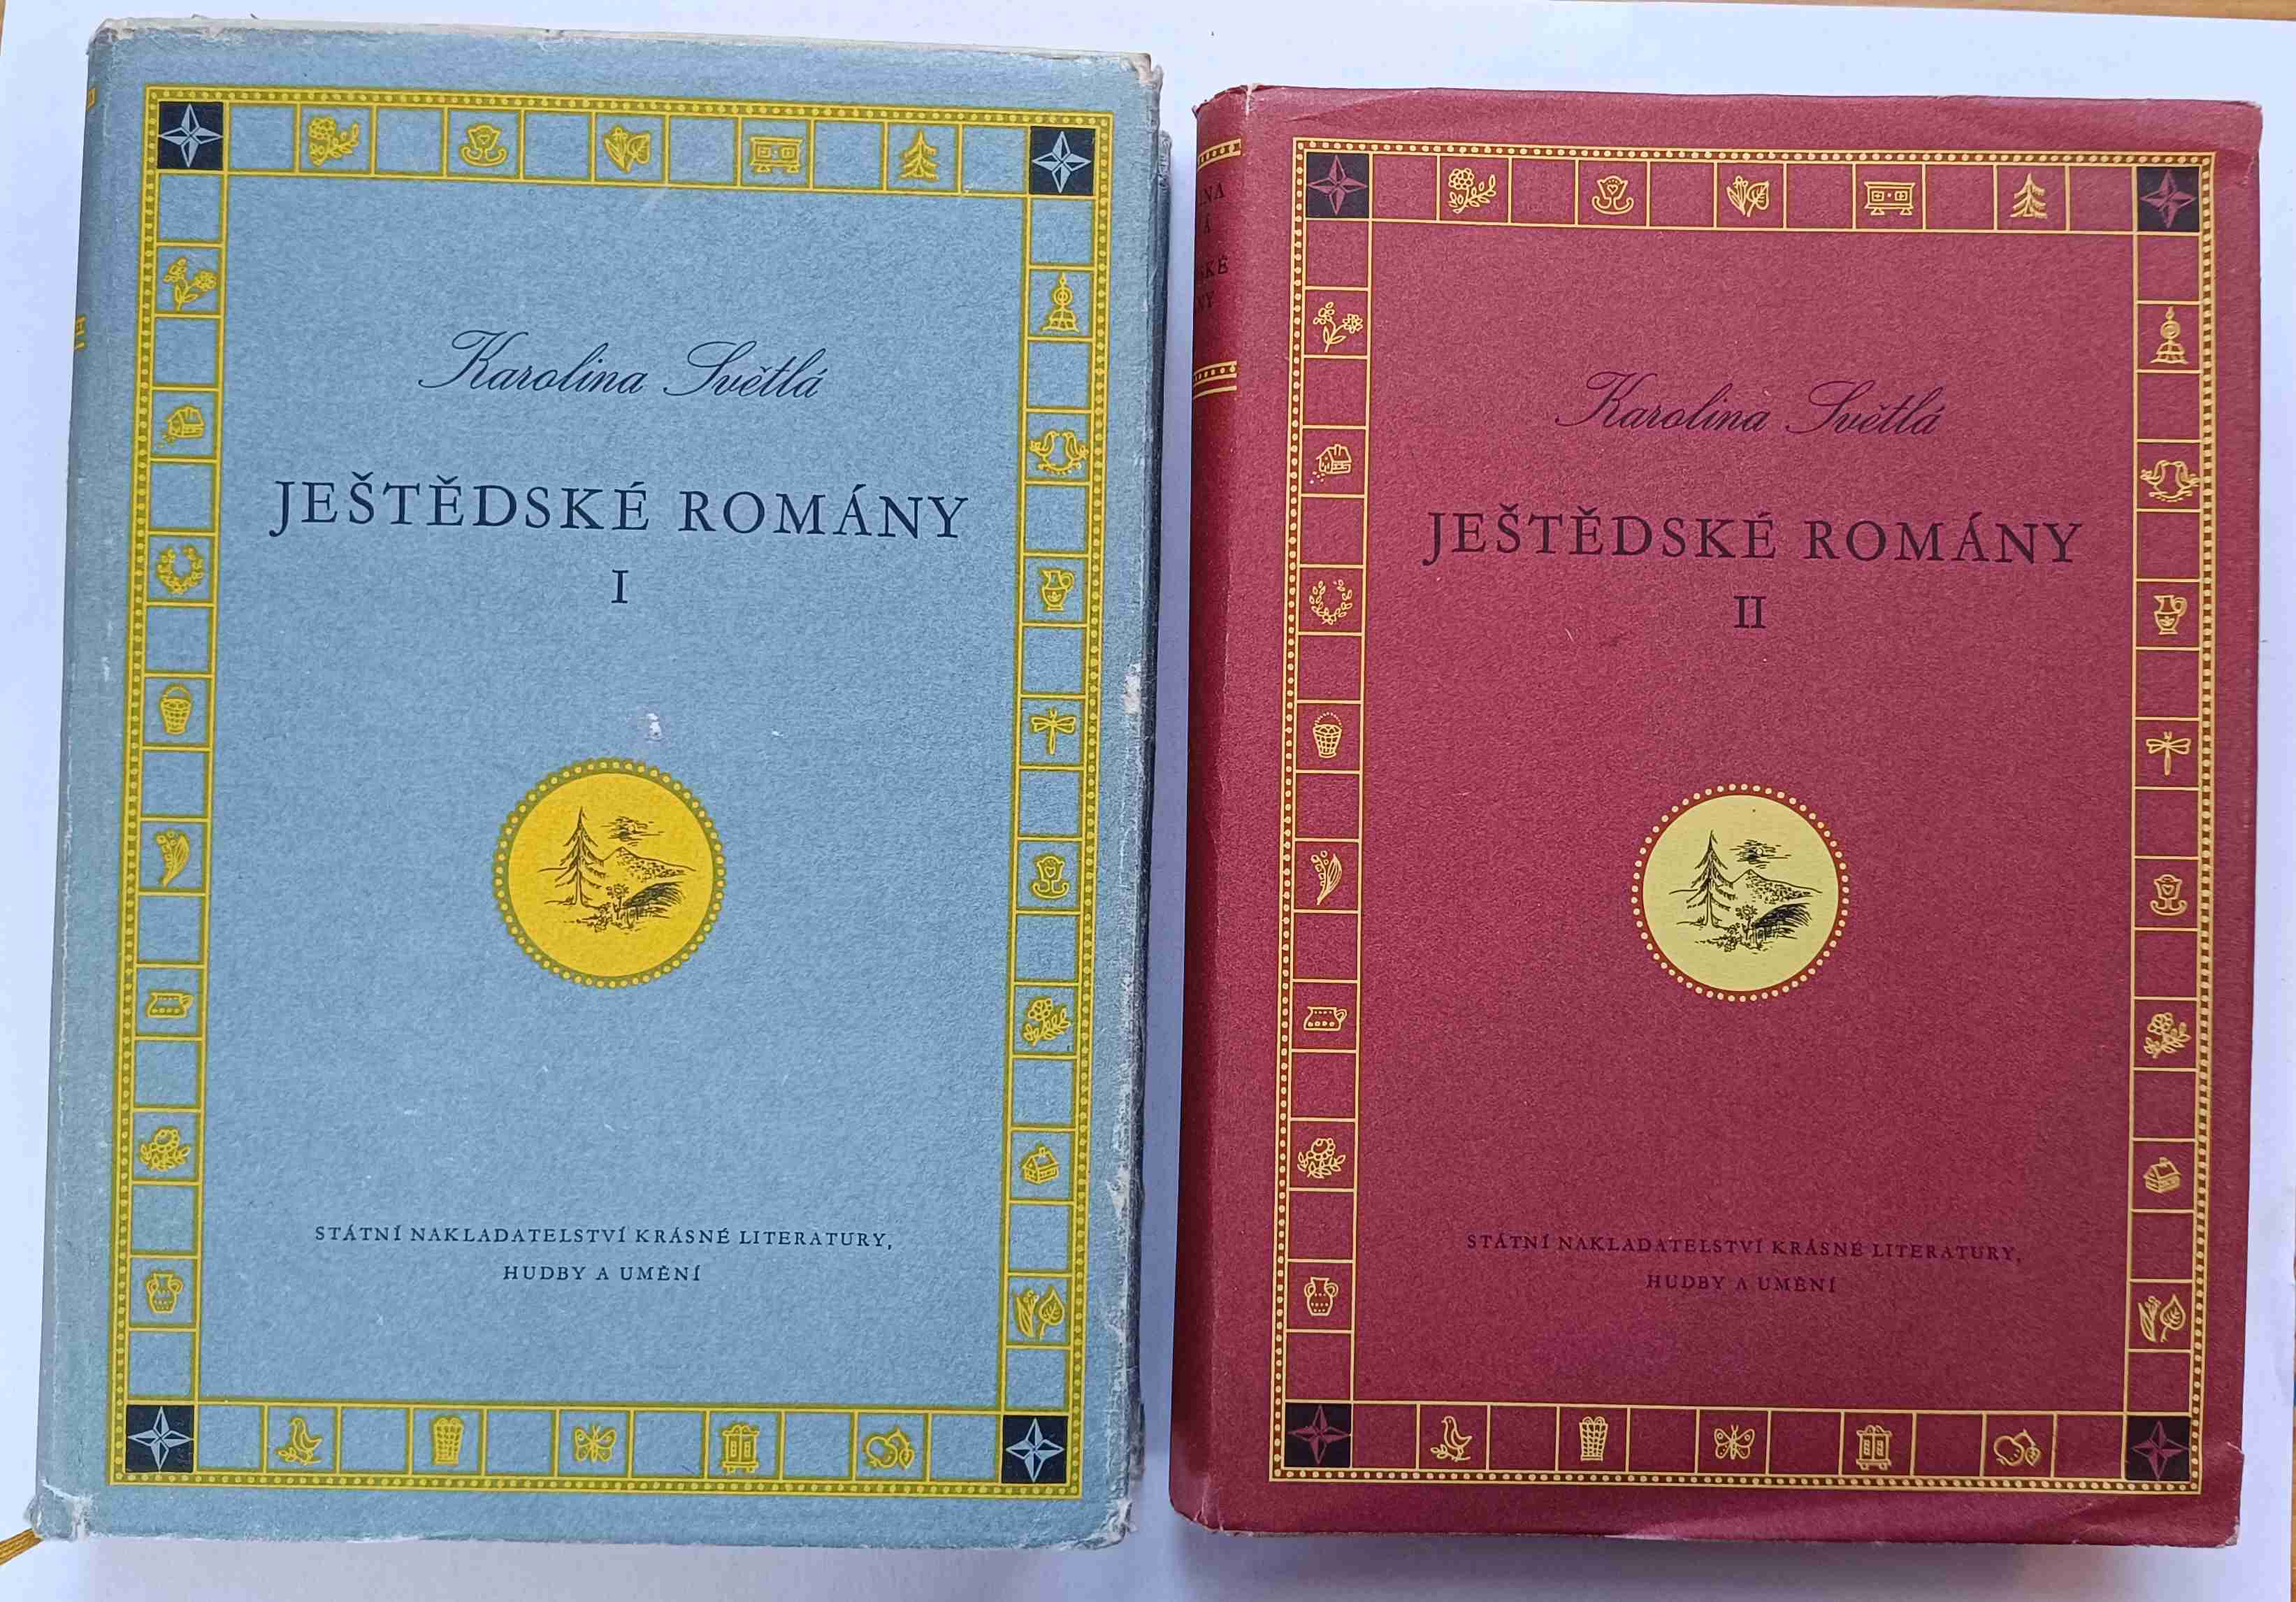 Karolina Světlá
JEŠTĚDSKÉ ROMÁNY
I
STÁTNÍ NAKLADATELSTVÍ KRÁSNÉ LITERATURY,
HUDBY A UMĚNÍ
Karolina Světlá
JEŠTĚDSKÉ ROMÁNY
II
STÁTNÍ NAKLADATELSTVÍ KRÁSNÉ LITERATURY,
HUDBY A UMĚNÍ